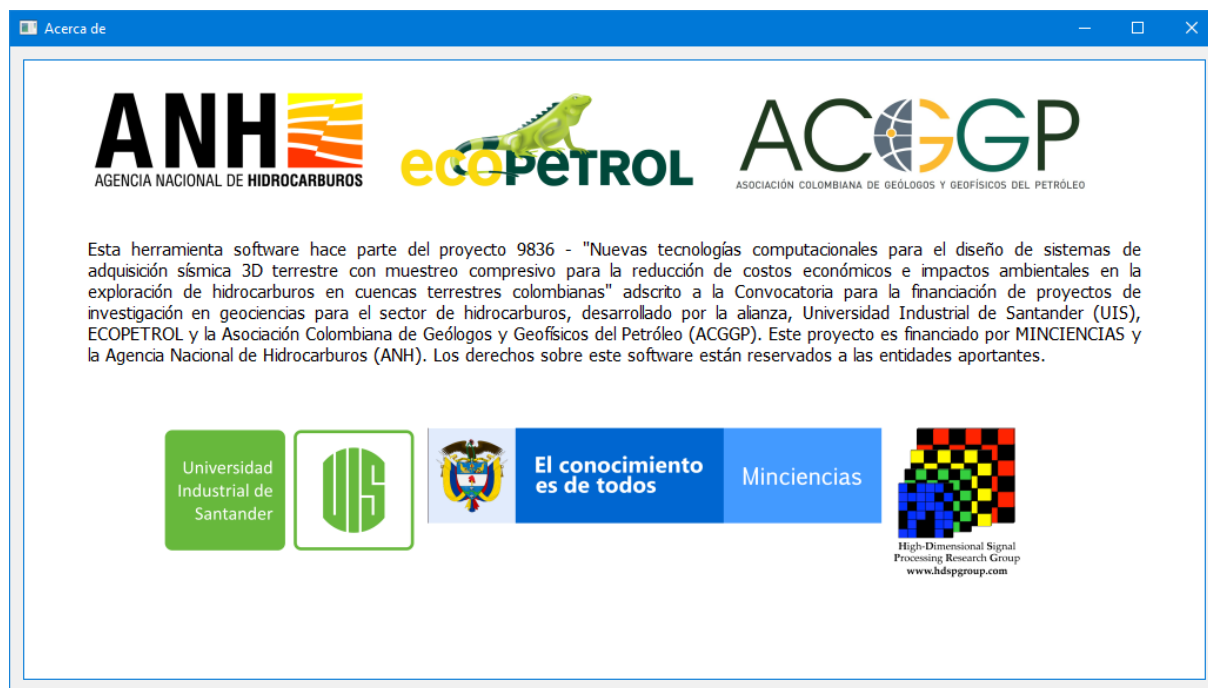 Acerca de
ANH
AGENCIA NACIONAL DE HIDROCARBUROS
ecoPeTROL
ACGGP
ASOCIACIÓN COLOMBIANA DE GEÓLOGOS Y GEOFÍSICOS DEL PETRÓLEO
Esta herramienta software hace parte del proyecto 9836 - "Nuevas tecnologías computacionales para el diseño de sistemas de
adquisición sísmica 3D terrestre con muestreo compresivo para la reducción de costos económicos e impactos ambientales en la
exploración de hidrocarburos en cuencas terrestres colombianas" adscrito a la Convocatoria para la financiación de proyectos de
investigación en geociencias para el sector de hidrocarburos, desarrollado por la alianza, Universidad Industrial de Santander (UIS),
ECOPETROL y la Asociación Colombiana de Geólogos y Geofísicos del Petróleo (ACGGP). Este proyecto es financiado por MINCIENCIAS y
la Agencia Nacional de Hidrocarburos (ANH). Los derechos sobre este software están reservados a las entidades aportantes.
Universidad
Industrial de
Santander
UIS
El conocimiento
es de todos
Minciencias
High-Dimensional Signal
Processing Research Group
www.hdspgroup.com